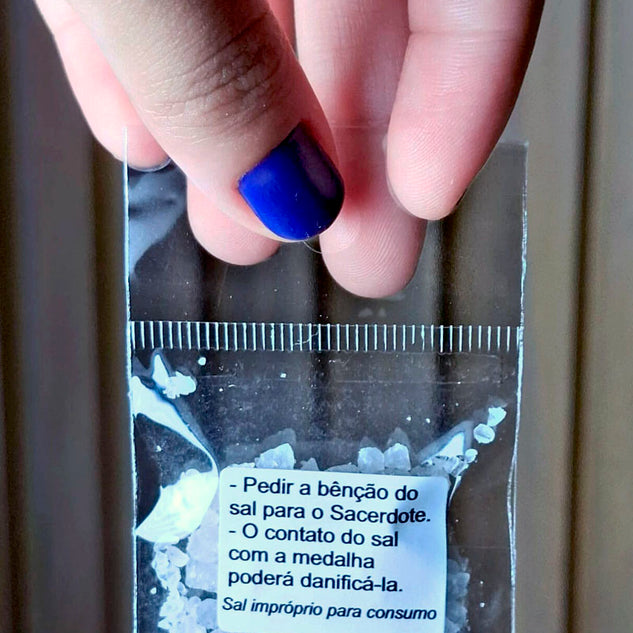 - Pedir a bênção do
sal para o Sacerdote.
- O contato do sal
com a medalha
poderá danificá-la.
Sal impróprio para consumo